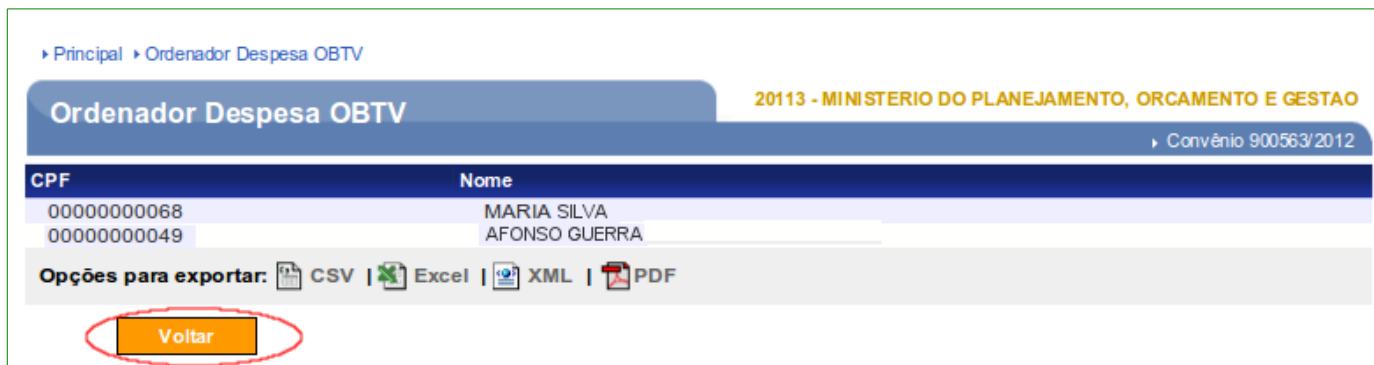 Principal Ordenador Despesa OBTV
Ordenador Despesa OBTV
20113 - MINISTERIO DO PLANEJAMENTO, ORCAMENTO E GESTAO
Convênio 900563/2012
CPF Nome
00000000068 MARIA SILVA
00000000049 AFONSO GUERRA
Opções para exportar: CSV | Excel | XML | PDF
Voltar